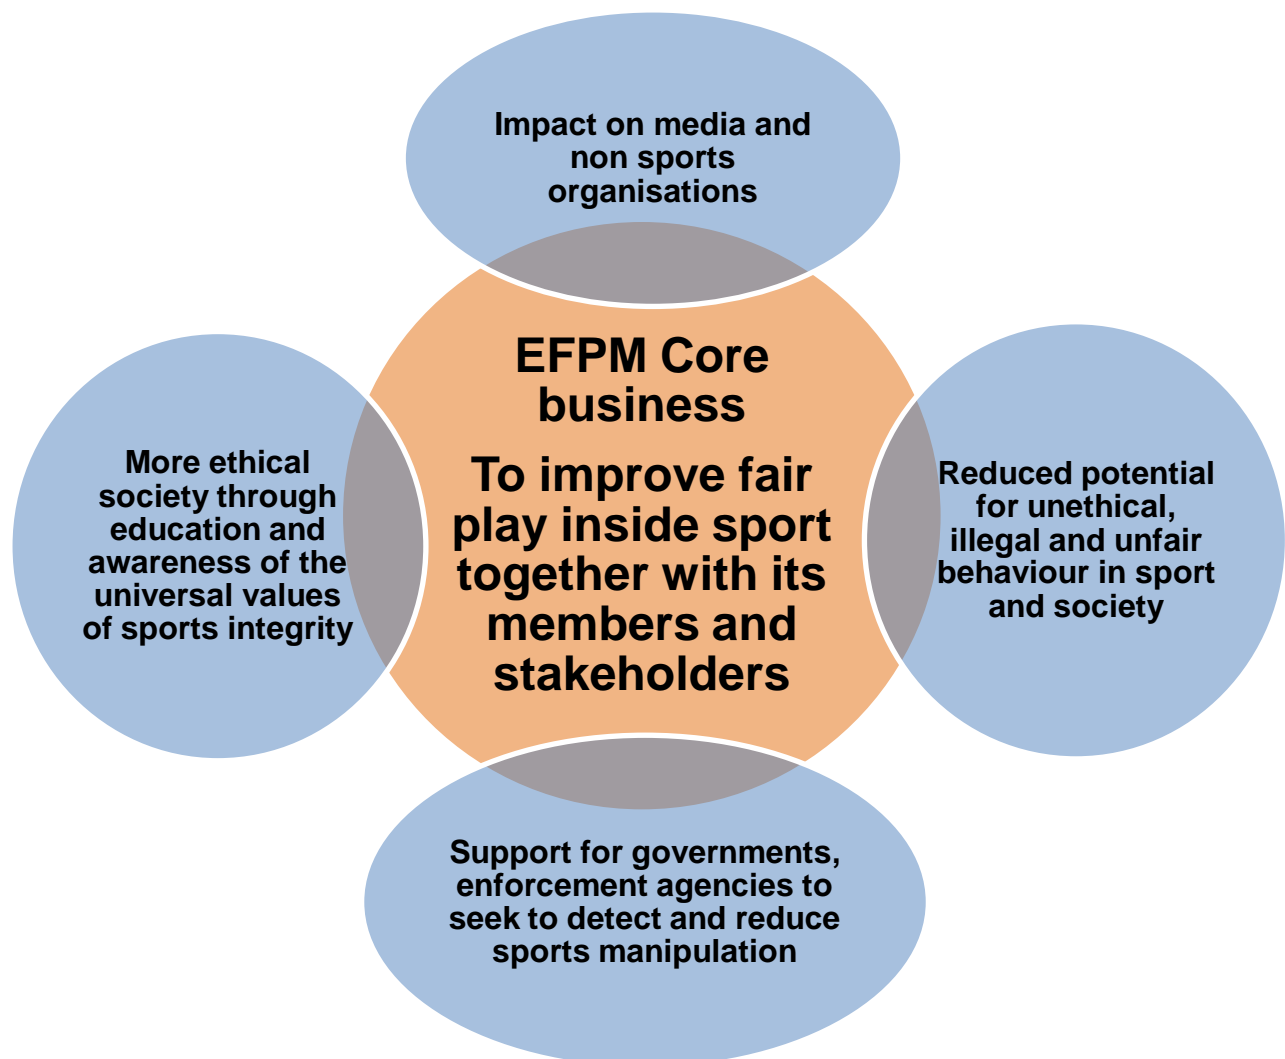 Impact on media and
non sports
organisations
EFPM Core
business
To improve fair
play inside sport
together with its
members and
stakeholders
More ethical
society through
education and
awareness of the
universal values
of sports integrity
Reduced potential
for unethical,
illegal and unfair
behaviour in sport
and society
Support for governments,
enforcement agencies to
seek to detect and reduce
sports manipulation